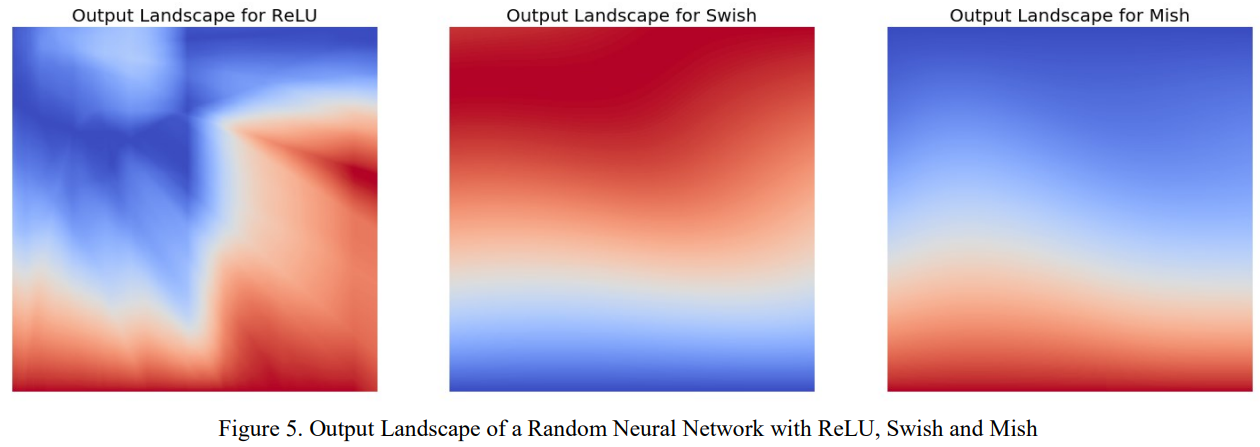 Output Landscape for ReLU
Output Landscape for Swish
Output Landscape for Mish
Figure 5. Output Landscape of a Random Neural Network with ReLU, Swish and Mish